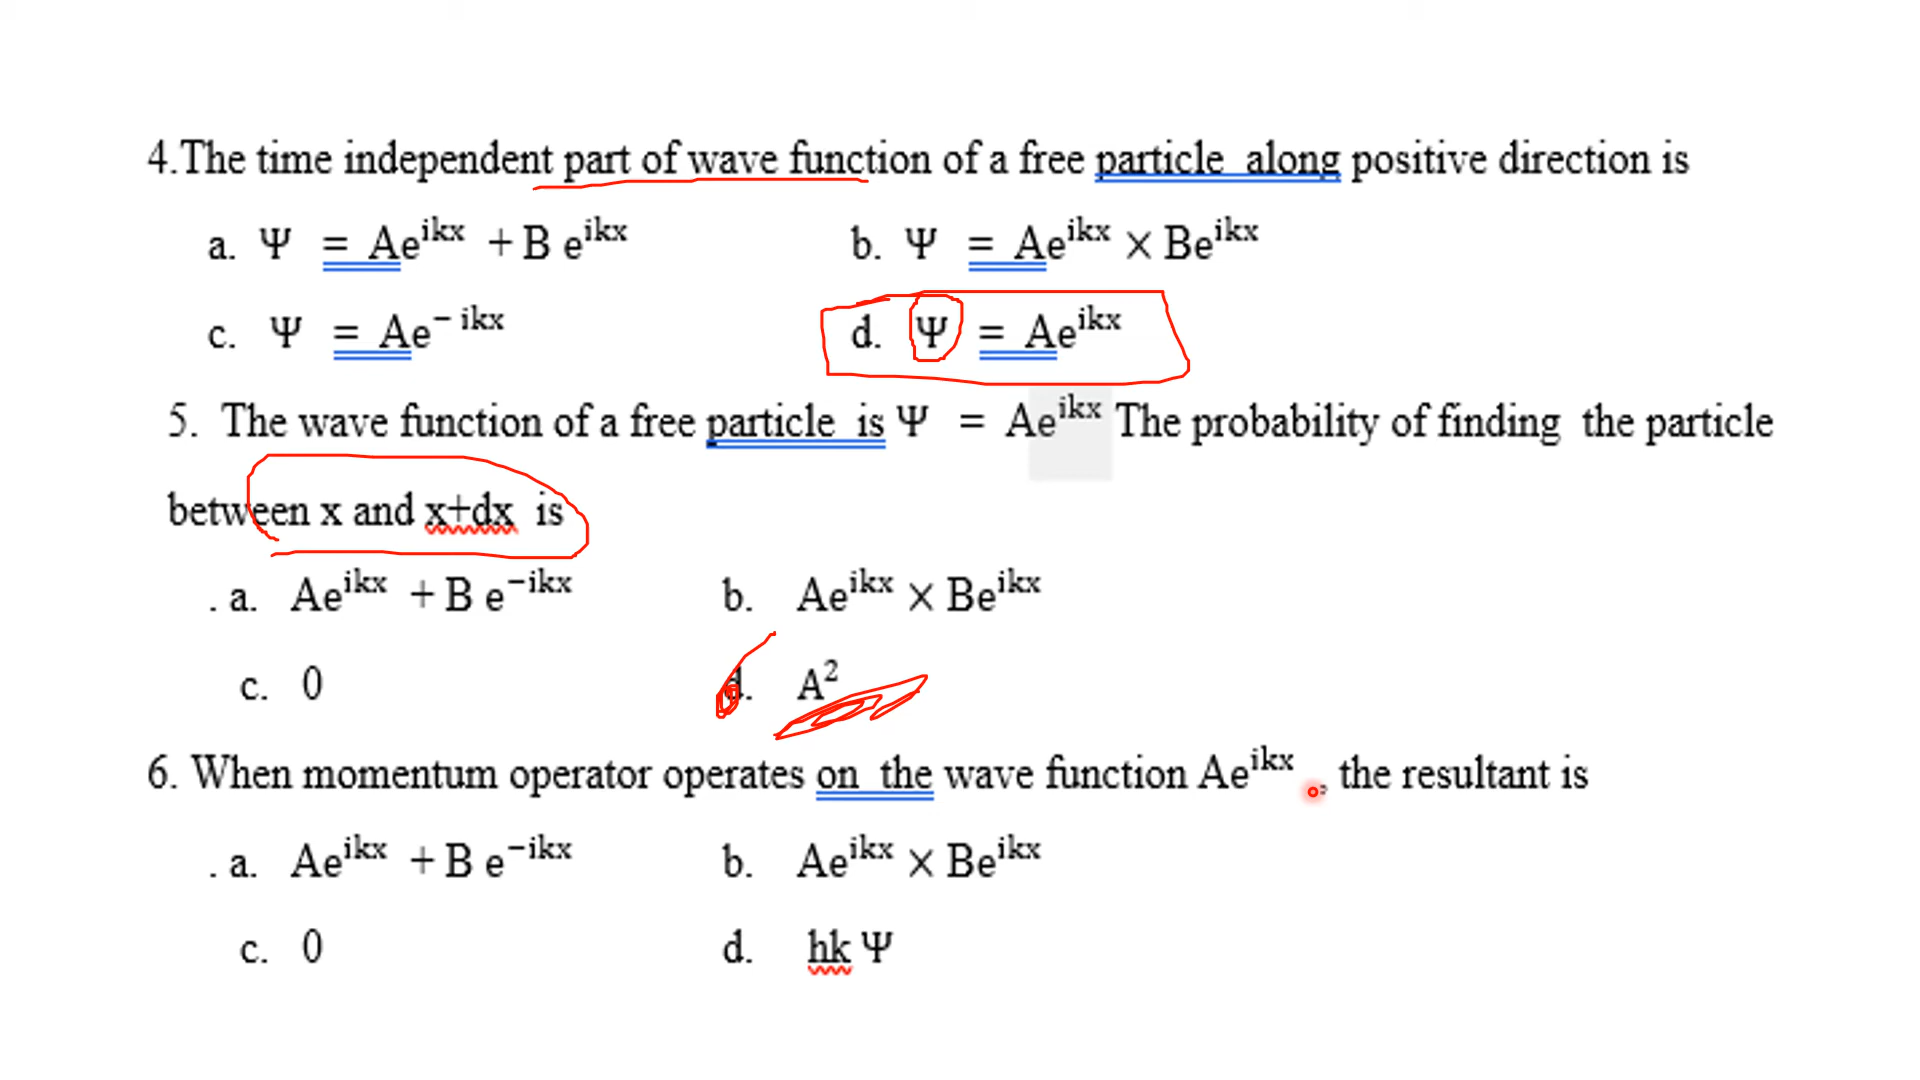 4.The time independent part of wave function of a free particle along positive direction is
a. Ψ = Ae^ikx + B e^ikx b. Ψ = Ae^ikx × Be^ikx
c. Ψ = Ae^− ikx d. Ψ = Ae^ikx
5. The wave function of a free particle is Ψ = Ae^ikx The probability of finding the particle
between x and x+dx is
. a. Ae^ikx + B e^−ikx b. Ae^ikx × Be^ikx
c. 0 d. A²
6. When momentum operator operates on the wave function Ae^ikx , the resultant is
. a. Ae^ikx + B e^−ikx b. Ae^ikx × Be^ikx
c. 0 d. hk Ψ